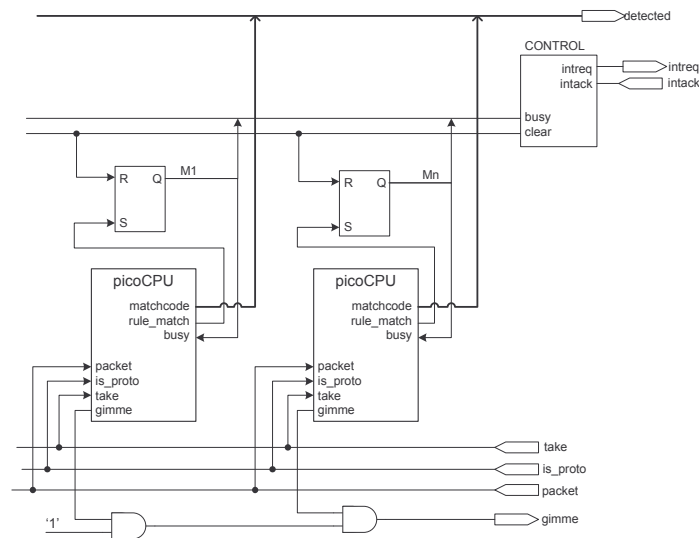 detected
CONTROL
intreq
intack
busy
clear
intreq
intack
R
Q
S
M1
R
Q
S
Mn
picoCPU
matchcode
rule_match
busy
packet
is_proto
take
gimme
picoCPU
matchcode
rule_match
busy
packet
is_proto
take
gimme
take
is_proto
packet
gimme
'1'